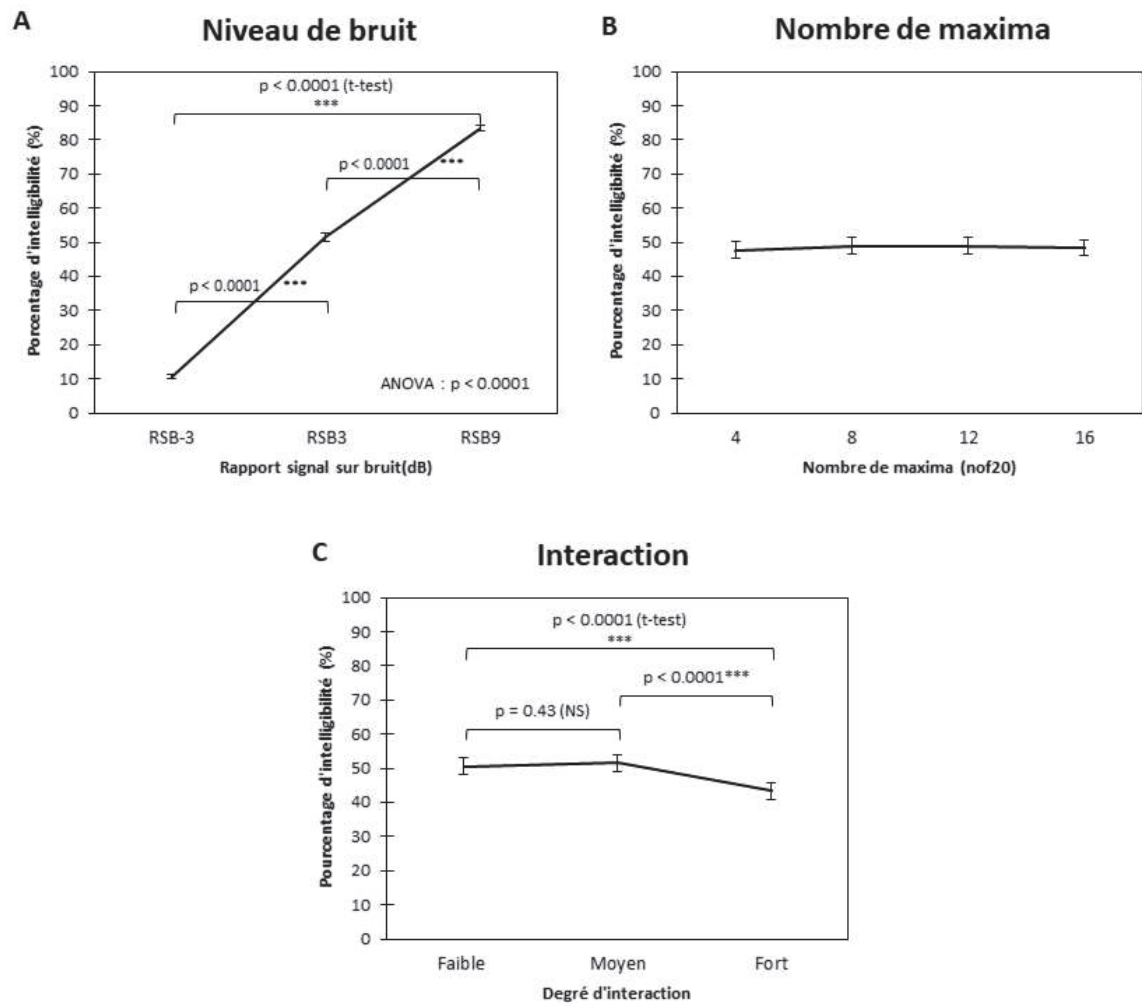 A
Niveau de bruit
Porcentage d'intelligibilité (%)
100
90
80
70
60
50
40
30
20
10
0
p < 0.0001 (t-test)
***
p < 0.0001
***
p < 0.0001
***
ANOVA : p < 0.0001
RSB-3 RSB3 RSB9
Rapport signal sur bruit(dB)
B
Nombre de maxima
Pourcentage d'intelligibilité (%)
100
90
80
70
60
50
40
30
20
10
0
4 8 12 16
Nombre de maxima (nof20)
C
Interaction
Pourcentage d'intelligibilité (%)
100
90
80
70
60
50
40
30
20
10
0
p < 0.0001 (t-test)
***
p < 0.0001***
p = 0.43 (NS)
Faible Moyen Fort
Degré d'interaction